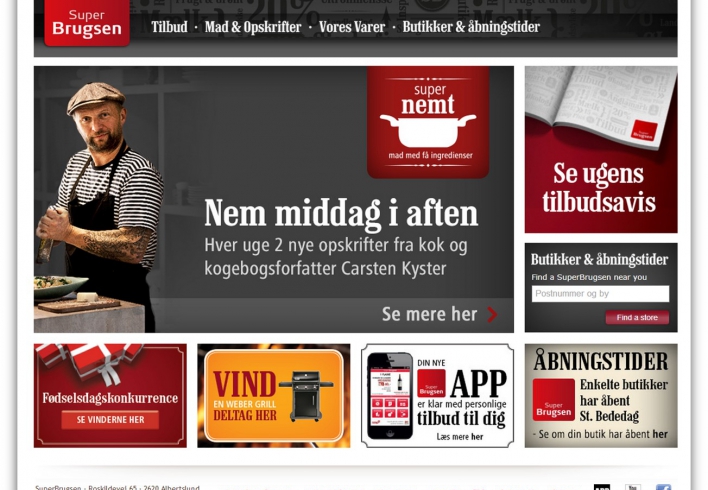 Super
Brugsen
Tilbud · Mad & Opskrifter · Vores Varer · Butikker & åbningstider
super
nemt
mad med få ingredienser
Nem middag i aften
Hver uge 2 nye opskrifter fra kok og
kogebogsforfatter Carsten Kyster
Se mere her
Se ugens
tilbudsavis
Butikker & åbningstider
Find a SuperBrugsen near you
Postnummer og by
Find a store
Fødselsdagskonkurrence
SE VINDERNE HER
VIND
EN WEBER GRILL
DELTAG HER
DIN NYE
Super
Brugsen
APP
er klar med personlige
tilbud til dig
Læs mere her
ÅBNINGSTIDER
Super
Brugsen
Enkelte butikker
har åbent
St. Bededag
- Se om din butik har åbent her
SuperBrugsen - Roskildevej 65 - 2620 Albertslund